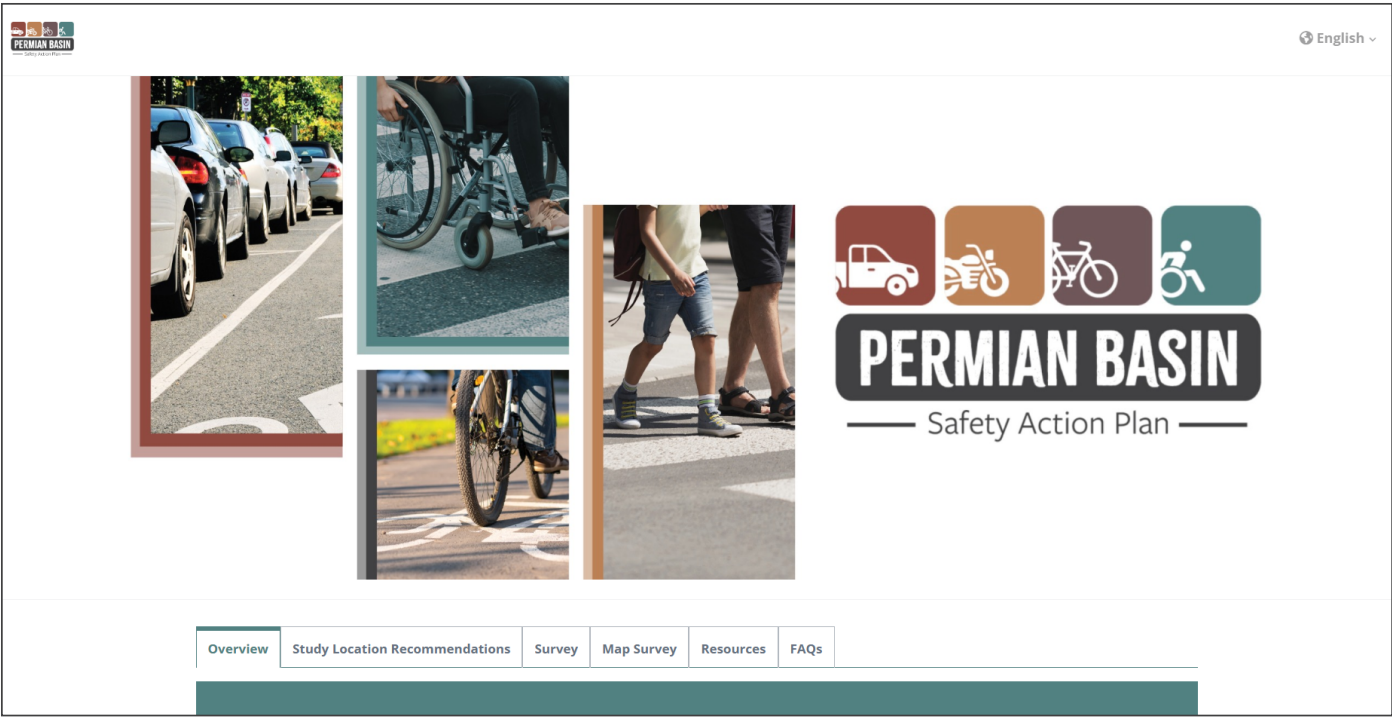 PERMIAN BASIN
Safety Action Plan
English
PERMIAN BASIN
Safety Action Plan
Overview
Study Location Recommendations
Survey
Map Survey
Resources
FAQs